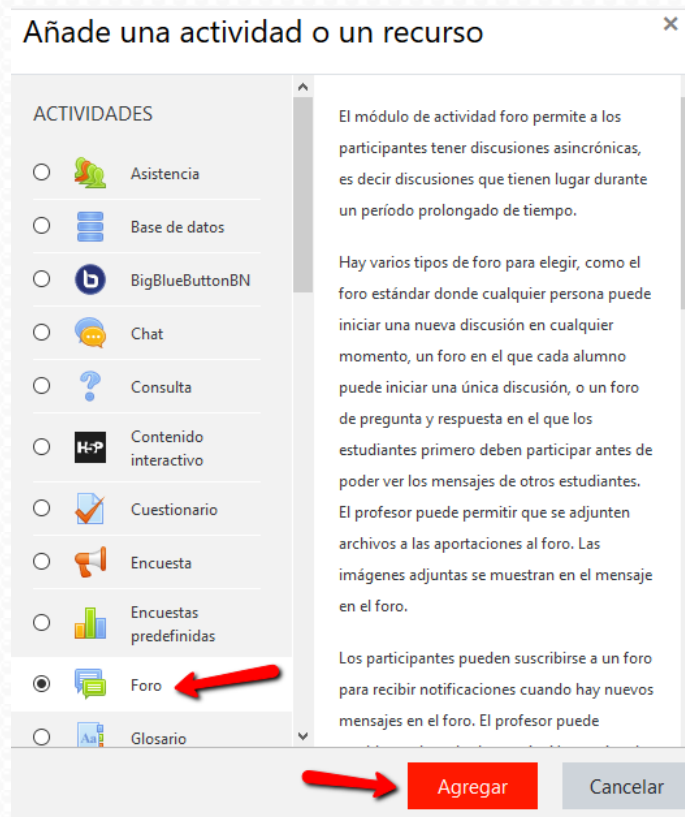 Añade una actividad o un recurso
×
ACTIVIDADES
Asistencia
Base de datos
BigBlueButtonBN
Chat
Consulta
H-P
Contenido
interactivo
Cuestionario
Encuesta
Encuestas
predefinidas
Foro
Aa
Glosario
El módulo de actividad foro permite a los
participantes tener discusiones asincrónicas,
es decir discusiones que tienen lugar durante
un período prolongado de tiempo.
Hay varios tipos de foro para elegir, como el
foro estándar donde cualquier persona puede
iniciar una nueva discusión en cualquier
momento, un foro en el que cada alumno
puede iniciar una única discusión, o un foro
de pregunta y respuesta en el que los
estudiantes primero deben participar antes de
poder ver los mensajes de otros estudiantes.
El profesor puede permitir que se adjunten
archivos a las aportaciones al foro. Las
imágenes adjuntas se muestran en el mensaje
en el foro.
Los participantes pueden suscribirse a un foro
para recibir notificaciones cuando hay nuevos
mensajes en el foro. El profesor puede
Agregar
Cancelar